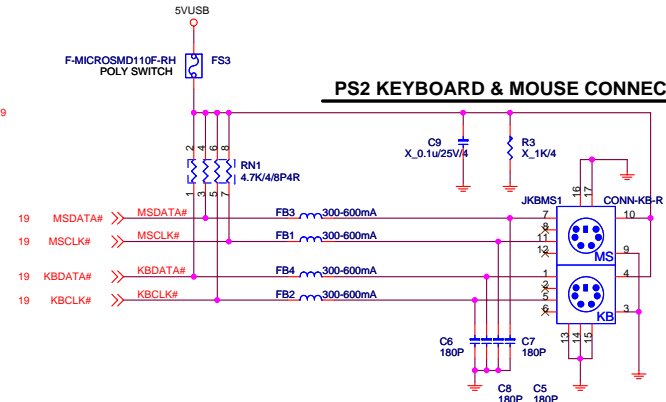 5VUSB
F-MICROSMD110F-RH
POLY SWITCH
FS3
PS2 KEYBOARD & MOUSE CONNEC
9
2
4
6
8
RN1
4.7K/4/8P4R
1
3
5
7
C9
X_0.1u/25V/4
R3
X_1K/4
JKBMS1
CONN-KB-R
16
17
19 MSDATA# MSDATA# FB3 300-600mA 7
8
10
19 MSCLK# MSCLK# FB1 300-600mA 11
12
MS
9
19 KBDATA# KBDATA# FB4 300-600mA 1
2
4
19 KBCLK# KBCLK# FB2 300-600mA 5
6
KB
3
13
14
15
C6
180P
C7
180P
C8
180P
C5
180P